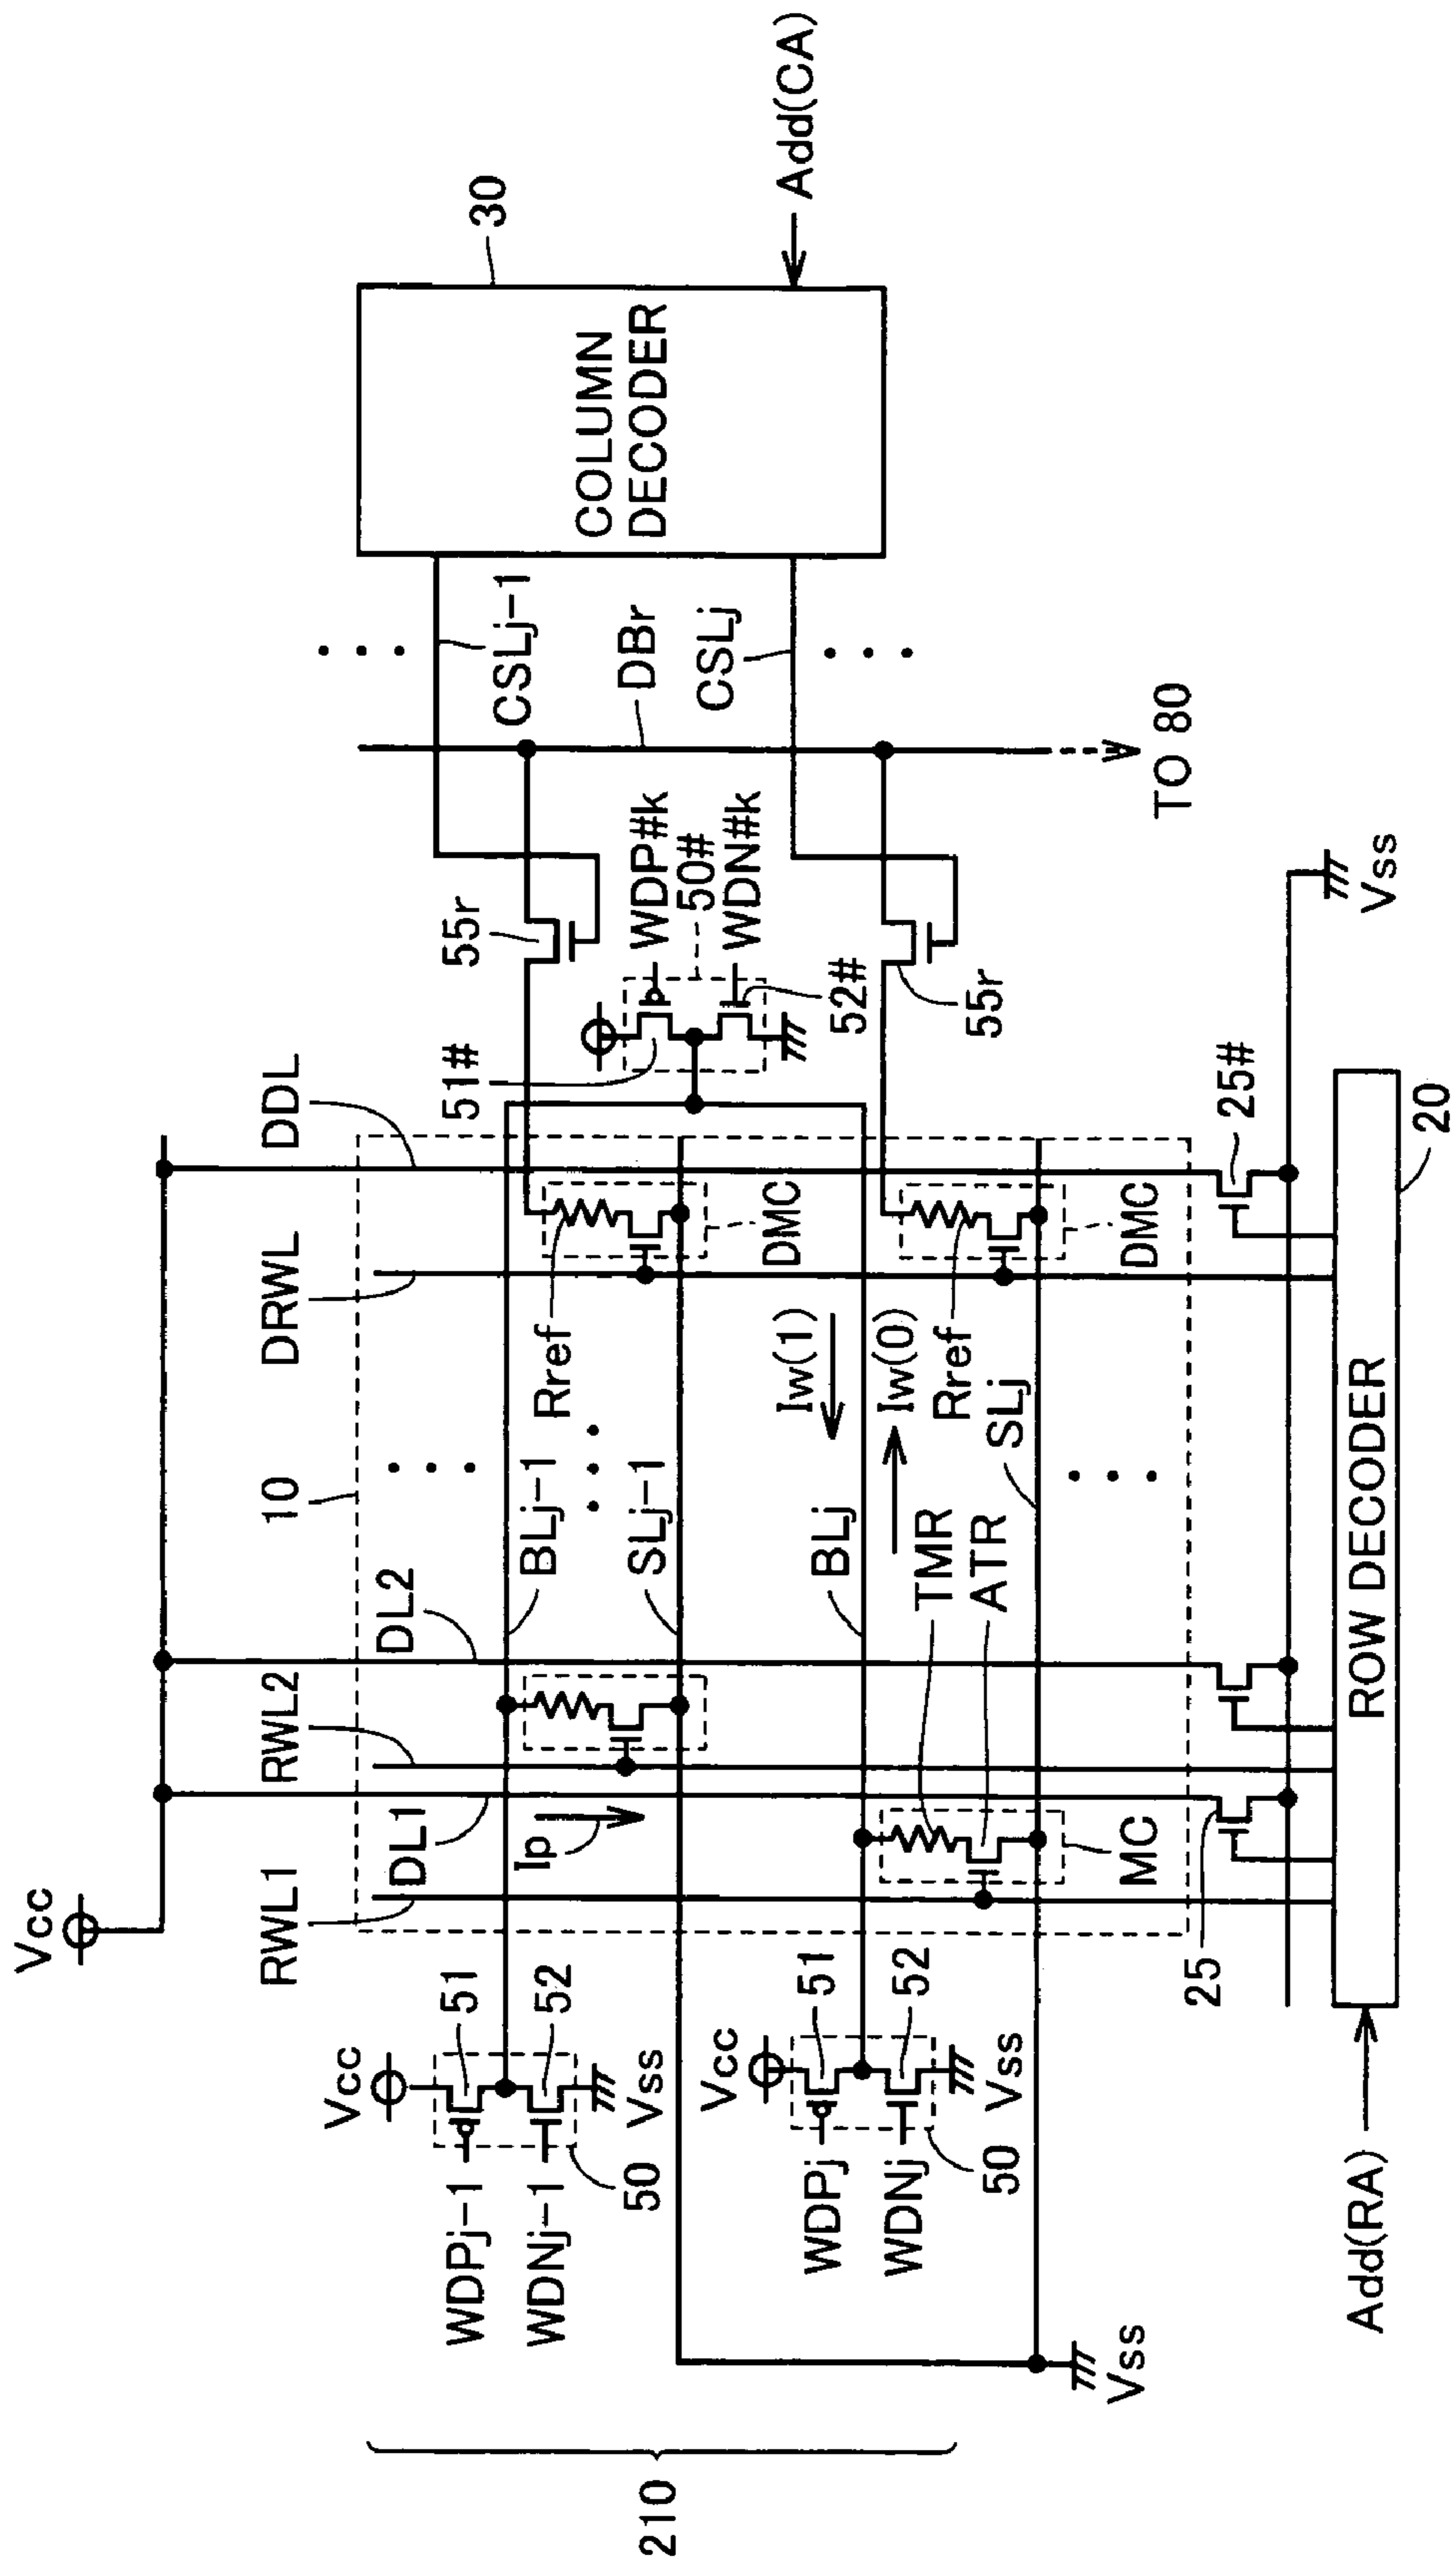 Vcc
RWL1
DL1
RWL2
DL2
10
DRWL
DDL
51#
55r
30
WDPj-1
WDNj-1
Vcc
51
52
Vss
50
Ip
BLj-1
SLj-1
Rref
DMC
WDP#k
50#
WDN#k
52#
CSLj-1
DBr
CSLj
COLUMN
DECODER
Add(CA)
210
WDPj
WDNj
Vcc
51
52
Vss
50
BLj
Iw(1)
Iw(0)
TMR
ATR
Rref
SLj
MC
DMC
55r
TO 80
Vss
25
25#
Vss
Add(RA)
ROW DECODER
20